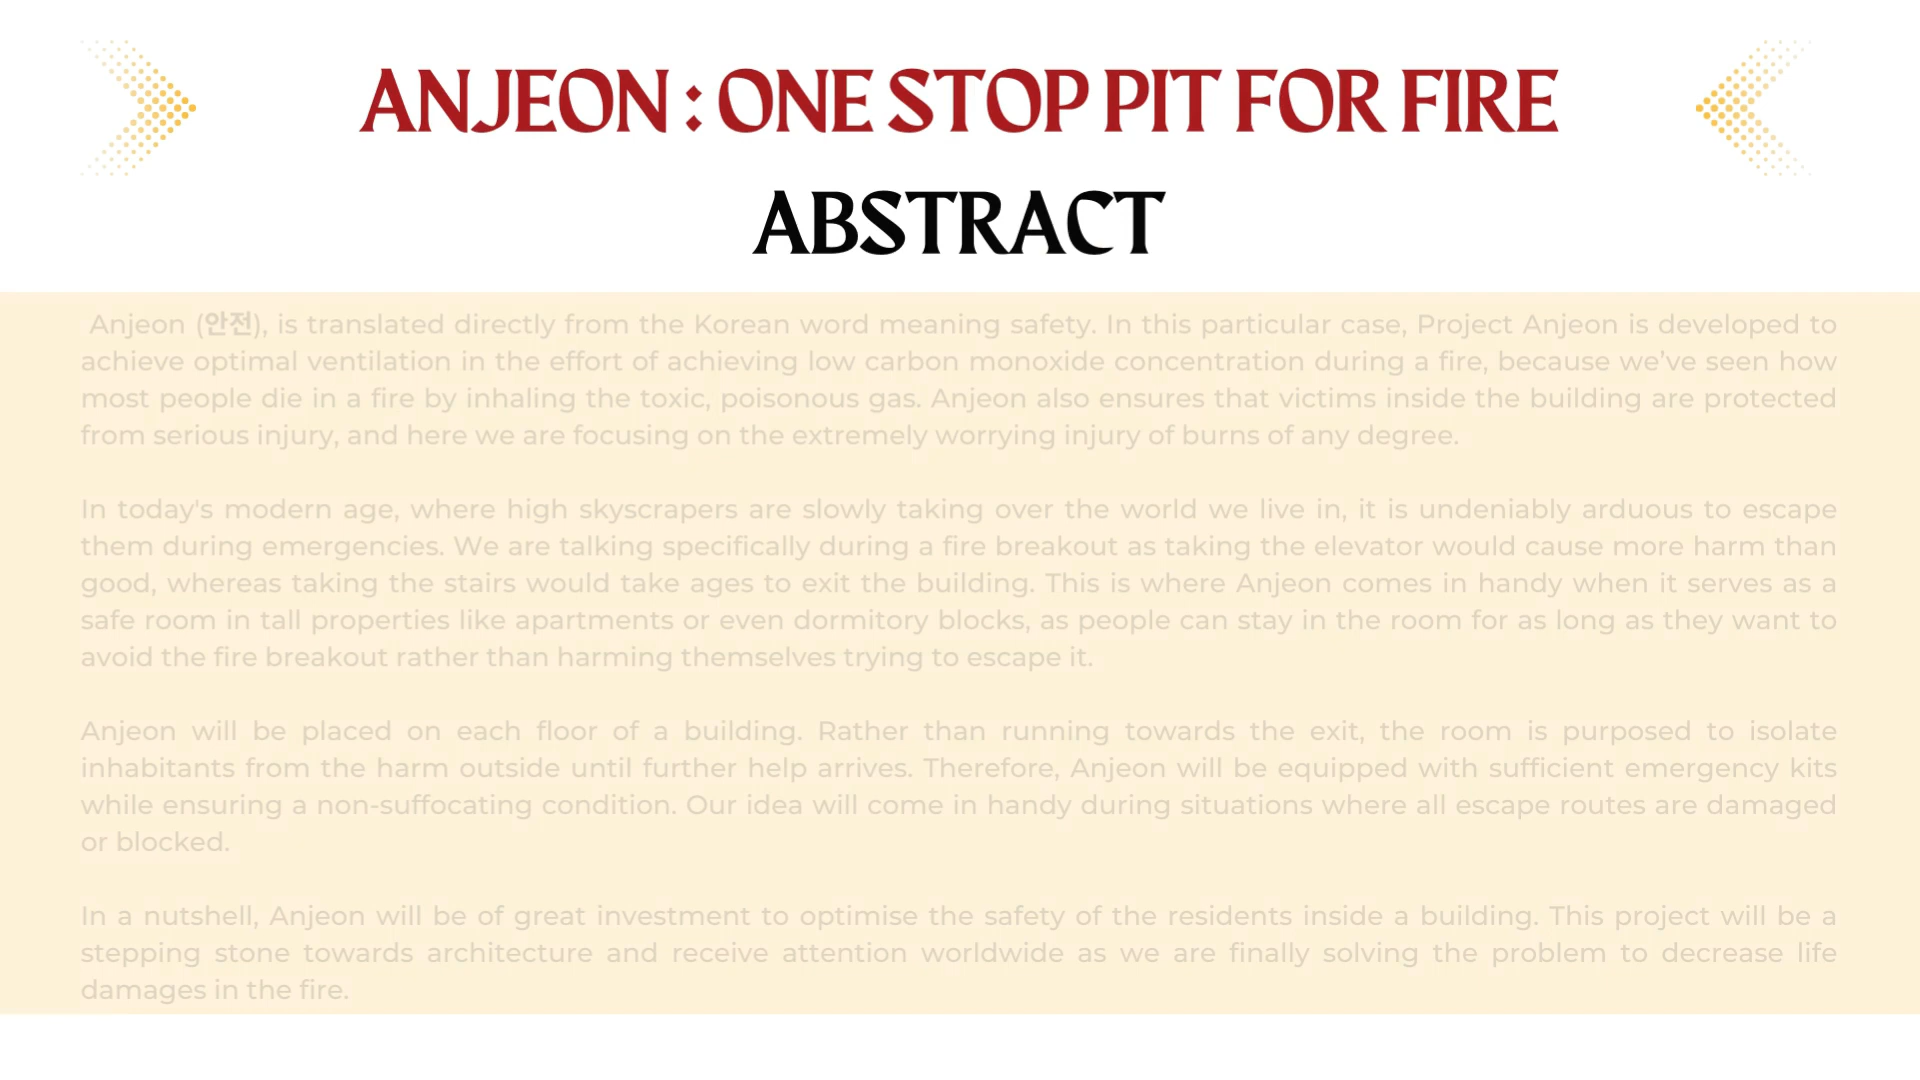 ANJEON : ONE STOP PIT FOR FIRE
ABSTRACT
Anjeon (안전), is translated directly from the Korean word meaning safety. In this particular case, Project Anjeon is developed to
achieve optimal ventilation in the effort of achieving low carbon monoxide concentration during a fire, because we’ve seen how
most people die in a fire by inhaling the toxic, poisonous gas. Anjeon also ensures that victims inside the building are protected
from serious injury, and here we are focusing on the extremely worrying injury of burns of any degree.
In today's modern age, where high skyscrapers are slowly taking over the world we live in, it is undeniably arduous to escape
them during emergencies. We are talking specifically during a fire breakout as taking the elevator would cause more harm than
good, whereas taking the stairs would take ages to exit the building. This is where Anjeon comes in handy when it serves as a
safe room in tall properties like apartments or even dormitory blocks, as people can stay in the room for as long as they want to
avoid the fire breakout rather than harming themselves trying to escape it.
Anjeon will be placed on each floor of a building. Rather than running towards the exit, the room is purposed to isolate
inhabitants from the harm outside until further help arrives. Therefore, Anjeon will be equipped with sufficient emergency kits
while ensuring a non-suffocating condition. Our idea will come in handy during situations where all escape routes are damaged
or blocked.
In a nutshell, Anjeon will be of great investment to optimise the safety of the residents inside a building. This project will be a
stepping stone towards architecture and receive attention worldwide as we are finally solving the problem to decrease life
damages in the fire.